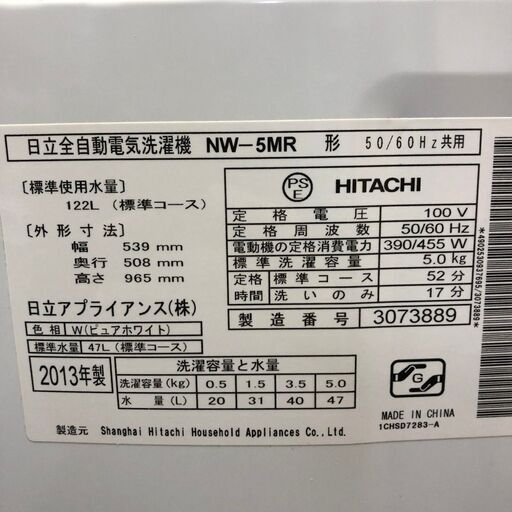 日立全自動電気洗濯機 NW-5MR 形 50/60Hz共用
〔標準使用水量〕
122L (標準コース)
〔外形寸法〕
幅 539 mm
奥行 508 mm
高さ 965 mm
日立アプライアンス(株)
色相 W(ピュアホワイト)
標準水量 47L(標準コース)
PSE HITACHI
定格電圧 100 V
定格周波数 50/60 Hz
電動機の定格消費電力 390/455 W
標準洗濯容量 5.0 kg
定格時間 標準コース 52 分
洗いのみ 17 分
製造番号 3073889
2013年製
洗濯容量と水量
洗濯容量(kg) 0.5 1.5 3.5 5.0
水量(L) 20 31 40 47
G
MADE IN CHINA
1CHSD7283-A
製造元 Shanghai Hitachi Household Appliances Co.,Ltd.
*4902530937695/3073889*